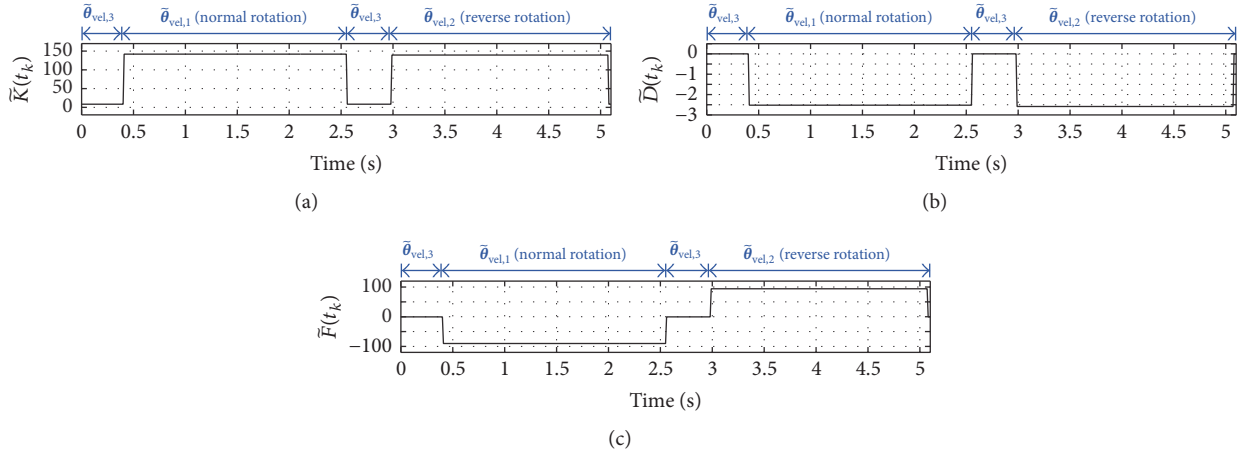 θ̃vel,3 θ̃vel,1 (normal rotation) θ̃vel,3 θ̃vel,2 (reverse rotation)
150
100
50
0
K̃(tk)
0 0.5 1 1.5 2 2.5 3 3.5 4 4.5 5
Time (s)
(a)
θ̃vel,3 θ̃vel,1 (normal rotation) θ̃vel,3 θ̃vel,2 (reverse rotation)
0
−1
−2
−3
D̃(tk)
0 0.5 1 1.5 2 2.5 3 3.5 4 4.5 5
Time (s)
(b)
θ̃vel,3 θ̃vel,1 (normal rotation) θ̃vel,3 θ̃vel,2 (reverse rotation)
100
0
−100
F̃(tk)
0 0.5 1 1.5 2 2.5 3 3.5 4 4.5 5
Time (s)
(c)